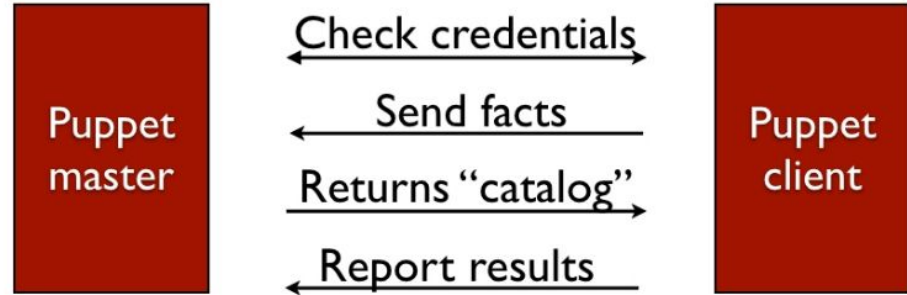 Puppet
master
Check credentials
Send facts
Returns “catalog”
Report results
Puppet
client